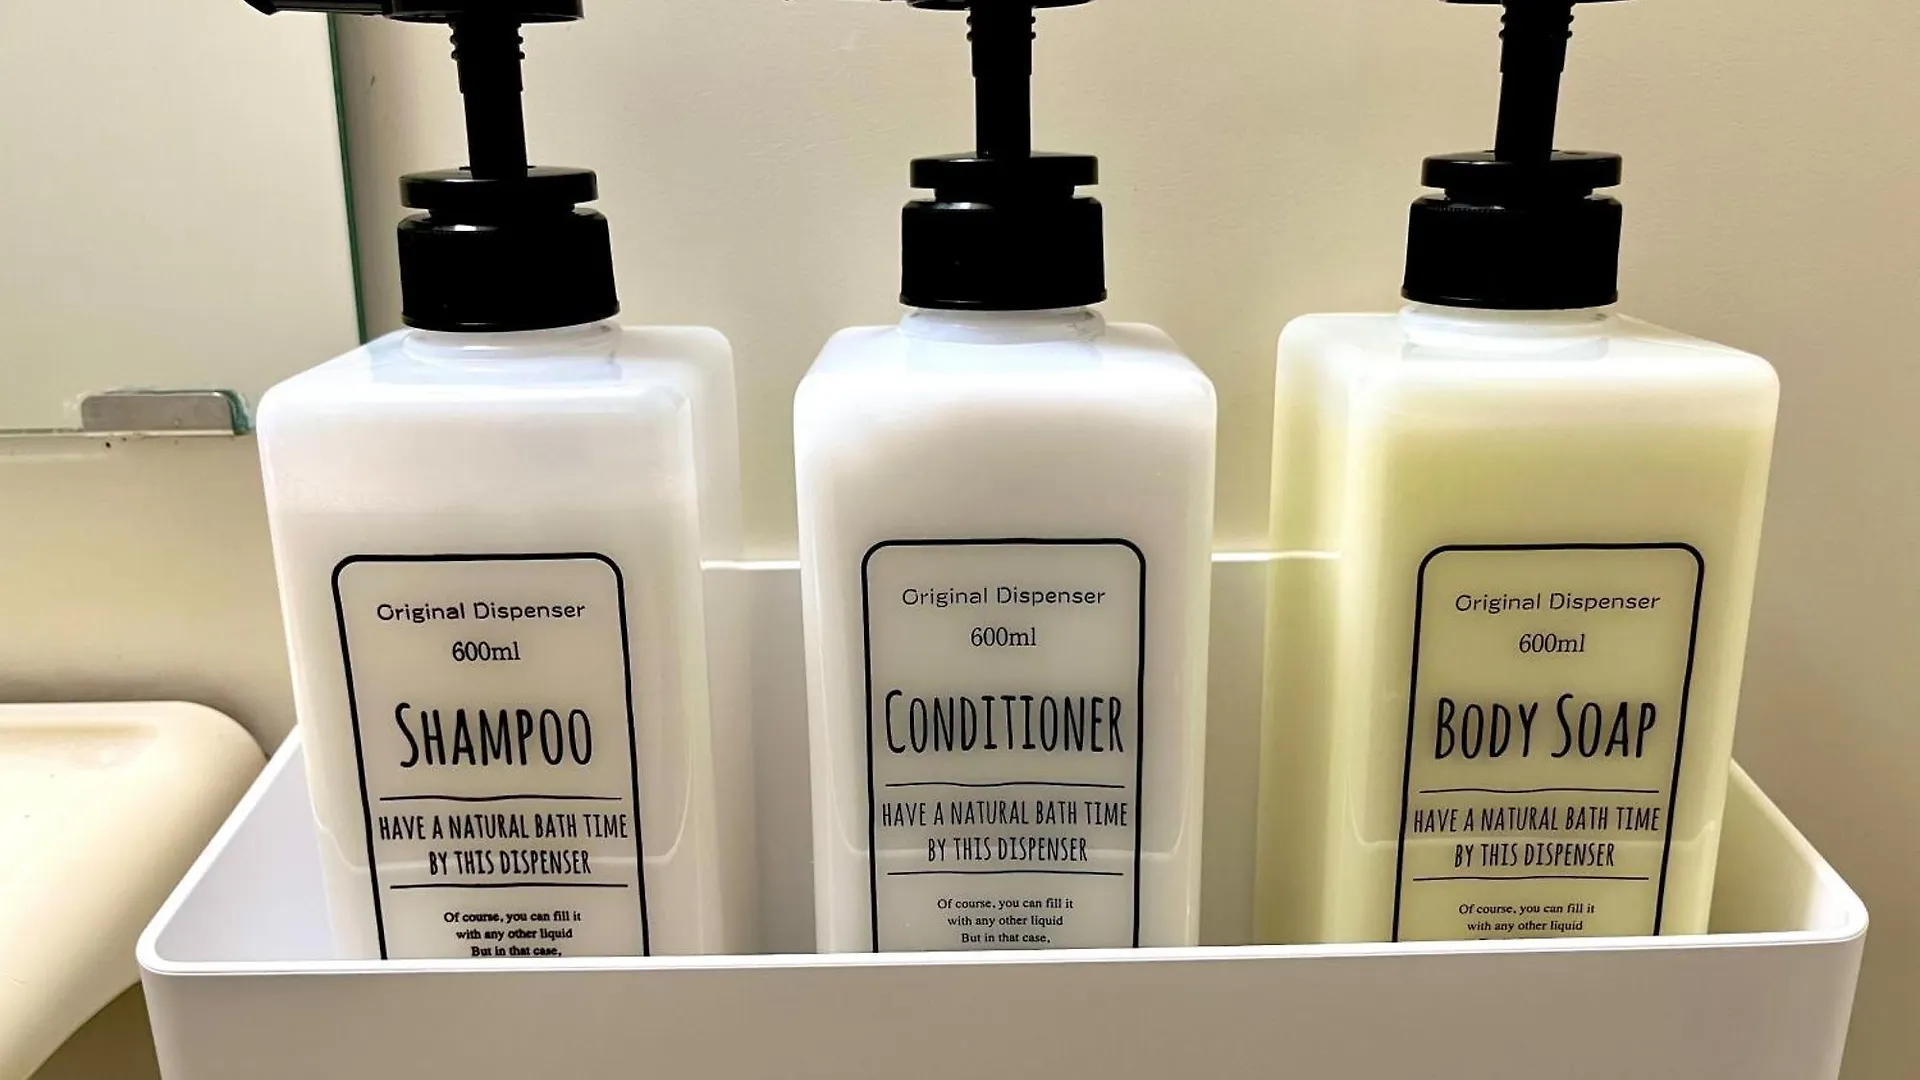 Original Dispenser
600ml
SHAMPOO
HAVE A NATURAL BATH TIME
BY THIS DISPENSER
Of course, you can fill it
with any other liquid
But in that case,
Original Dispenser
600ml
CONDITIONER
HAVE A NATURAL BATH TIME
BY THIS DISPENSER
Of course, you can fill it
with any other liquid
But in that case,
Original Dispenser
600ml
BODY SOAP
HAVE A NATURAL BATH TIME
BY THIS DISPENSER
Of course, you can fill it
with any other liquid